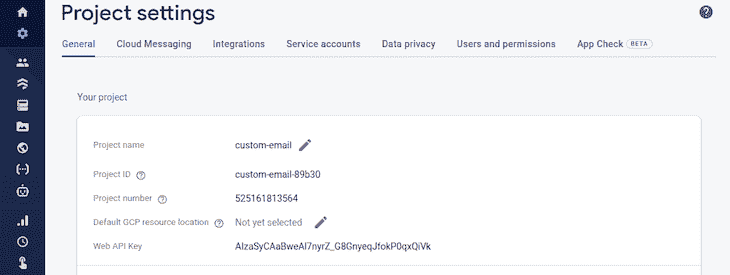 Project settings
General Cloud Messaging Integrations Service accounts Data privacy Users and permissions App Check BETA
Your project
Project name custom-email
Project ID custom-email-89b30
Project number 525161813564
Default GCP resource location Not yet selected
Web API Key AIzaSyCAaBweAI7nyrZ_G8GnyeqJfokP0qxQiVk